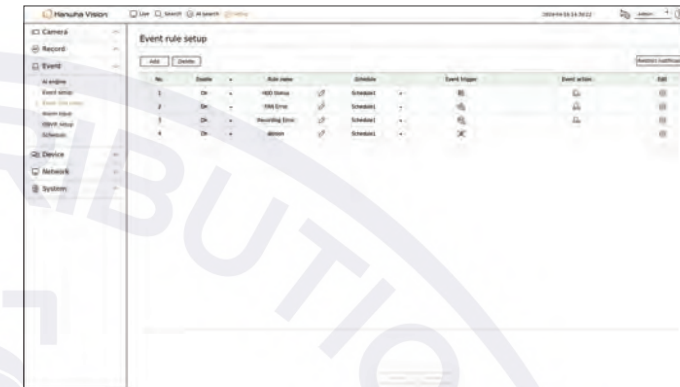 Hanwha Vision
Live Search AI search Setup
admin
Camera
Record
Event
AI engine
Event setup
Event rule setup
Alarm input
Schedule
Device
Network
System
Event rule setup
Add Delete
No. Enable Rule name Schedule Event trigger Event action Edit
1 On HDD Status Schedule1
2 On FAN Error Schedule1
3 On Recording Error Schedule1
4 On Schedule1